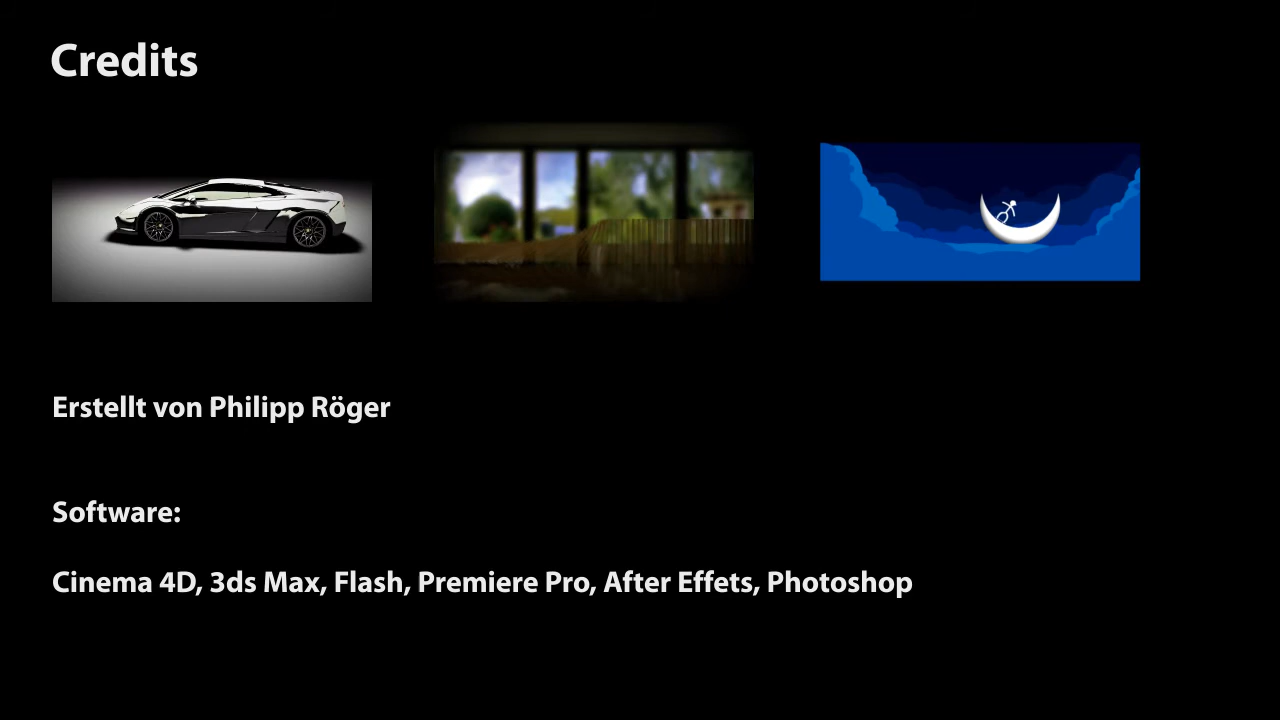 Credits
Erstellt von Philipp Röger
Software:
Cinema 4D, 3ds Max, Flash, Premiere Pro, After Effets, Photoshop